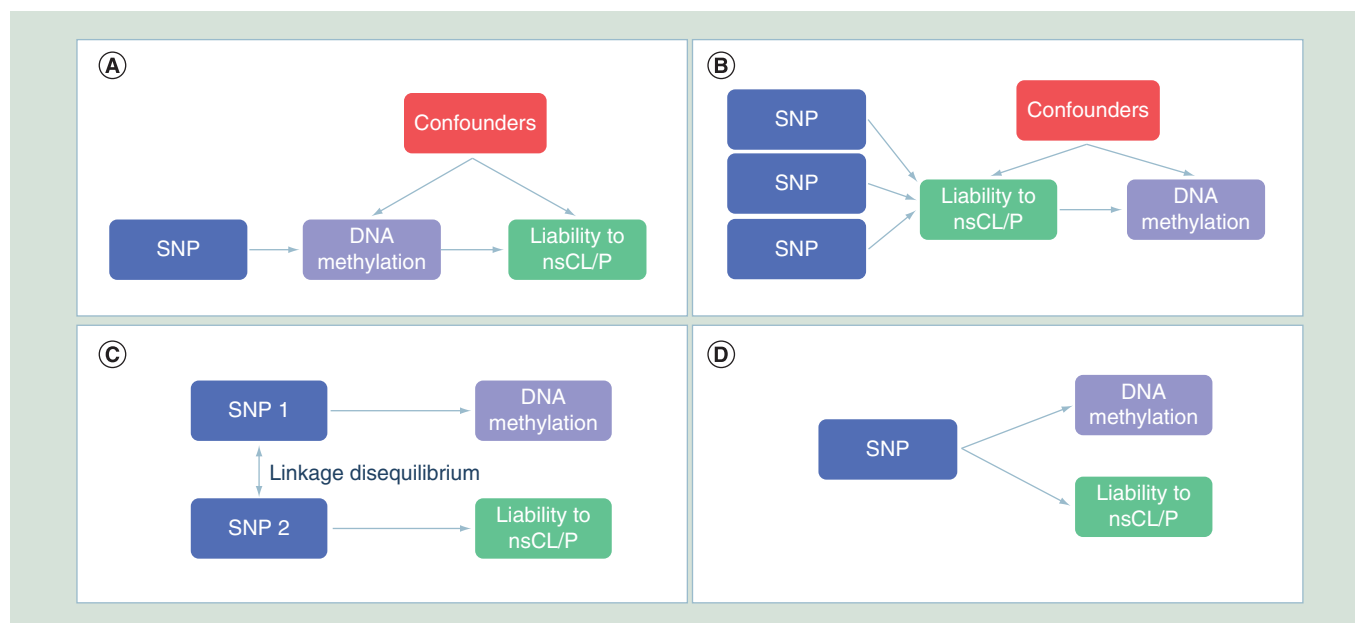 A
Confounders
SNP
DNA
methylation
Liability to
nsCL/P
B
SNP
SNP
SNP
Confounders
Liability to
nsCL/P
DNA
methylation
C
SNP 1
DNA
methylation
Linkage disequilibrium
SNP 2
Liability to
nsCL/P
D
SNP
DNA
methylation
Liability to
nsCL/P